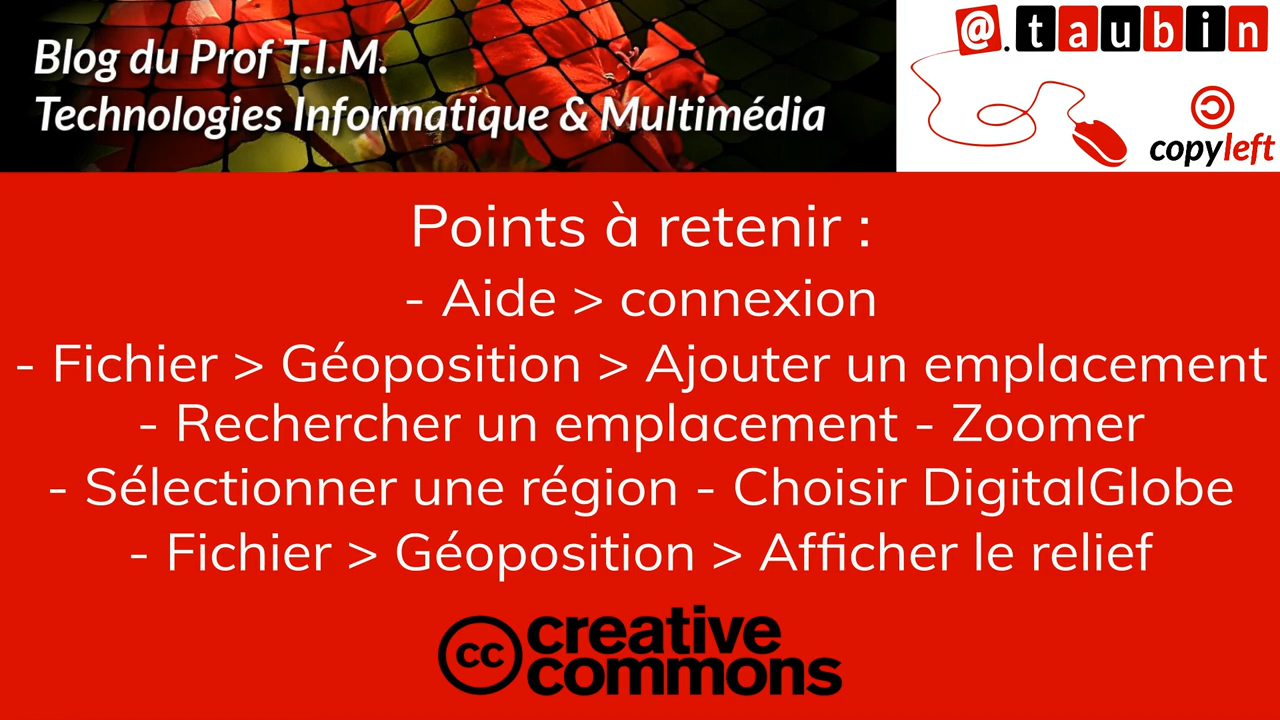 Blog du Prof T.I.M.
Technologies Informatique & Multimédia
@.taubin
copyleft
Points à retenir :
- Aide > connexion
- Fichier > Géoposition > Ajouter un emplacement
- Rechercher un emplacement - Zoomer
- Sélectionner une région - Choisir DigitalGlobe
- Fichier > Géoposition > Afficher le relief
cc creative
commons